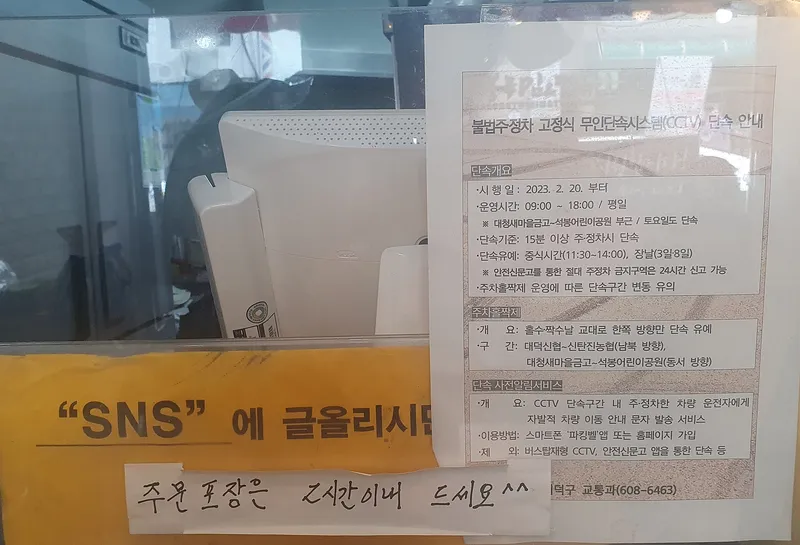 불법주·정차 고정식 무인단속시스템(CCTV) 단속 안내
단속개요
·시 행 일 : 2023. 2. 20. 부터
·운영시간: 09:00 ~ 18:00 / 평일
※ 대청새마을금고~석봉어린이공원 부근 / 토요일도 단속
·단속기준: 15분 이상 주·정차시 단속
·단속유예: 중식시간(11:30~14:00), 장날(3일·8일)
※ 안전신문고를 통한 절대 주정차 금지구역은 24시간 신고 가능
·주차홀짝제 운영에 따른 단속구간 변동 유의
주차홀짝제
·개 요: 홀수·짝수날 교대로 한쪽 방향만 단속 유예
·구 간: 대덕신협~신탄진농협(남북 방향),
대청새마을금고~석봉어린이공원(동서 방향)
단속 사전알림서비스
·개 요: CCTV 단속구간 내 주·정차한 차량 운전자에게
자발적 차량 이동 안내 문자 발송 서비스
·이용방법: 스마트폰 '파킹벨'앱 또는 홈페이지 가입
·제 외: 버스탑재형 CCTV, 안전신문고 앱을 통한 단속 등
덕구 교통과(608-6463)
“SNS” 에 글올리시면
주문 포장은 2시간이내 드세요^^